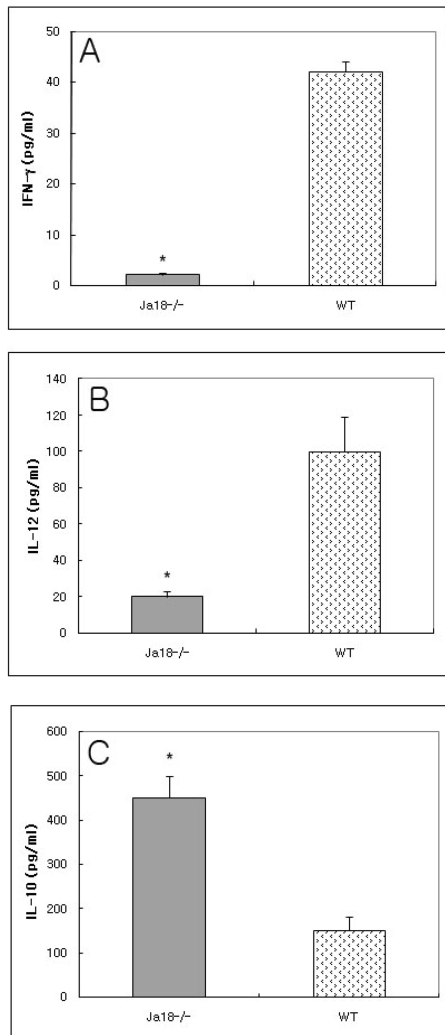 A
50
40
30
20
10
0
IFN-γ (pg/ml)
*
Ja18-/- WT
B
140
120
100
80
60
40
20
0
IL-12 (pg/ml)
*
Ja18-/- WT
C
600
500
400
300
200
100
0
IL-10 (pg/ml)
*
Ja18-/- WT